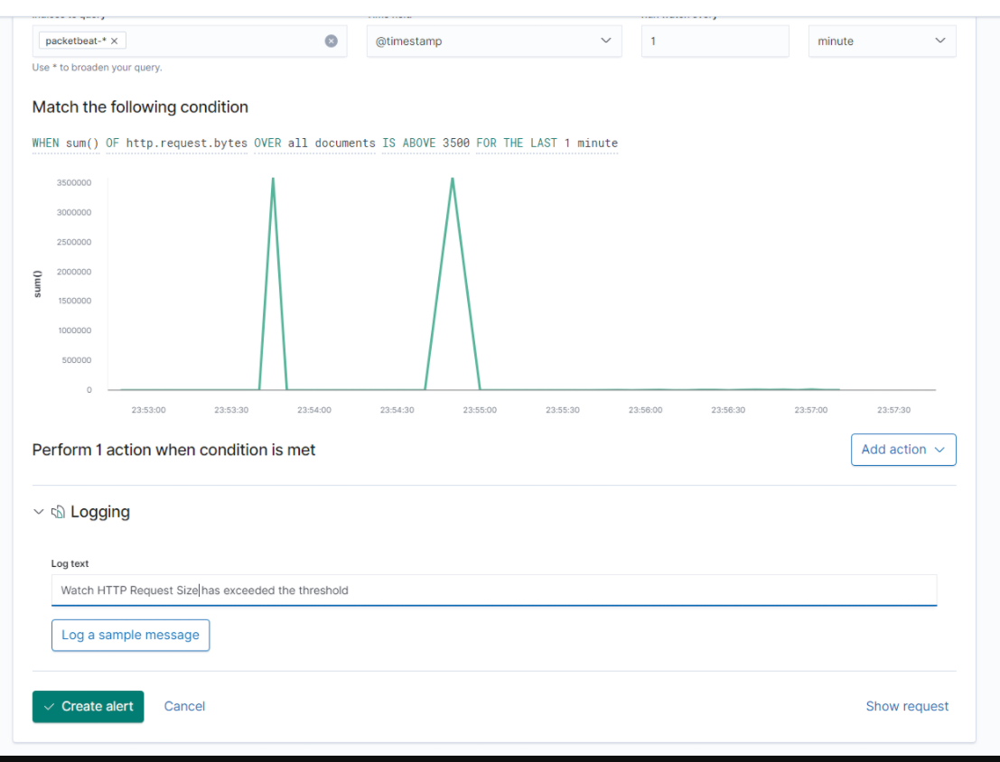 packetbeat-* ×
@timestamp
1
minute
Use * to broaden your query.
Match the following condition
WHEN sum() OF http.request.bytes OVER all documents IS ABOVE 3500 FOR THE LAST 1 minute
3500000
3000000
2500000
2000000
1500000
1000000
500000
0
sum()
23:53:00 23:53:30 23:54:00 23:54:30 23:55:00 23:55:30 23:56:00 23:56:30 23:57:00 23:57:30
Perform 1 action when condition is met
Add action
Logging
Log text
Watch HTTP Request Size has exceeded the threshold
Log a sample message
Create alert
Cancel
Show request